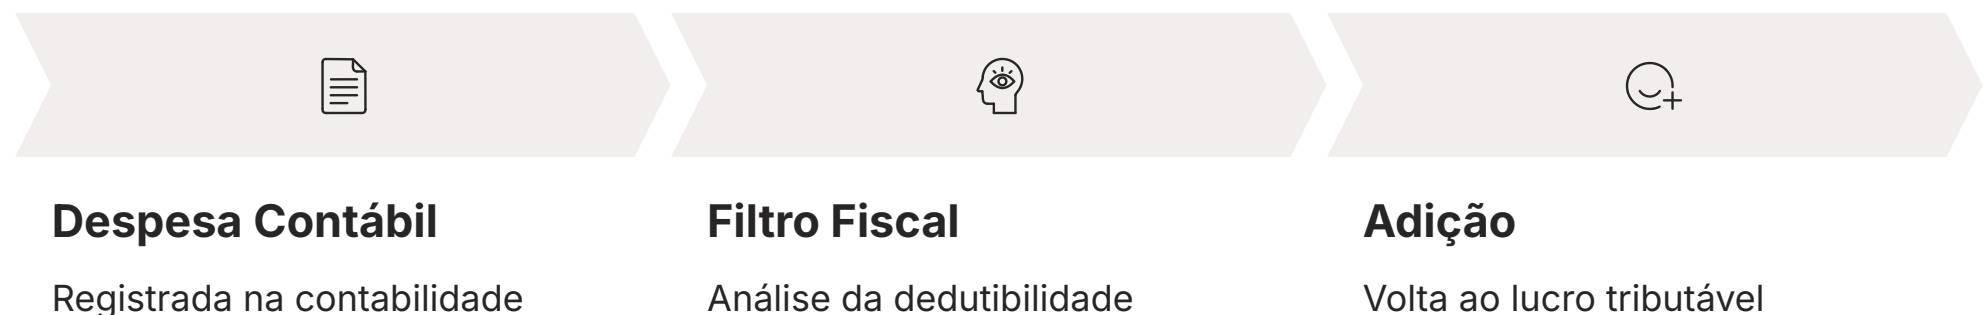 Despesa Contábil
Registrada na contabilidade
Filtro Fiscal
Análise da dedutibilidade
Adição
Volta ao lucro tributável